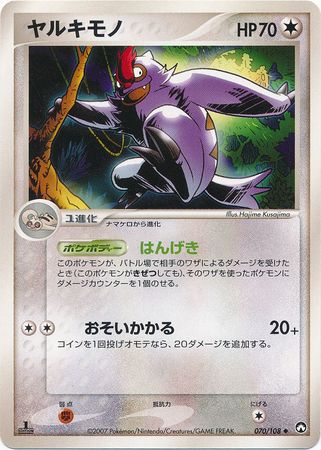 ヤルキモノ
HP70
Illus. Hajime Kusajima
1進化
ナマケロから進化
ポケボディー はんげき
このポケモンが、バトル場で相手のワザによるダメージを受けた
とき(このポケモンがきぜつしても)、そのワザを使ったポケモンに
ダメージカウンターを1個のせる。
おそいかかる 20+
コインを1回投げオモテなら、20ダメージを追加する。
弱点 抵抗力 にげる
1 EDITION
©2007 Pokémon/Nintendo/Creatures/GAME FREAK.
070/108